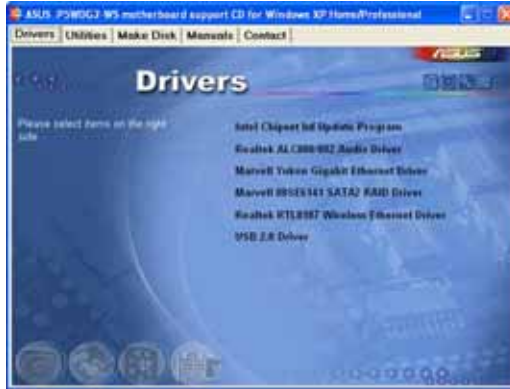 ASUS P5WDG2-WS motherboard support CD for Windows XP Home/Professional
Drivers Utilities Make Disk Manuals Contact
ASUS
Drivers
Please select items on the right side
Intel Chipset Inf Update Program
Realtek ALC880/882 Audio Driver
Marvell Yukon Gigabit Ethernet Driver
Marvell 88SE6141 SATA2 RAID Driver
Realtek RTL8187 Wireless Ethernet Driver
USB 2.0 Driver